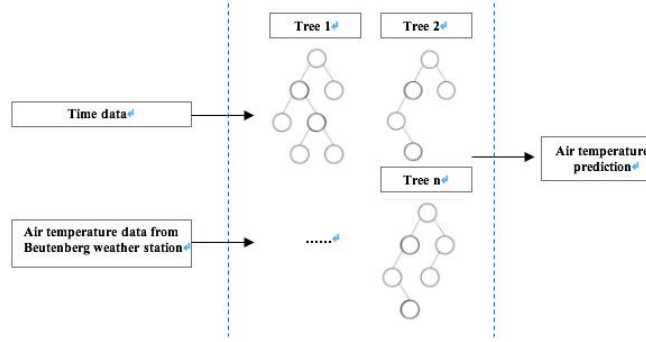 Tree 1
Tree 2
Time data
Air temperature
prediction
Tree n
Air temperature data from
Beutenberg weather station
......